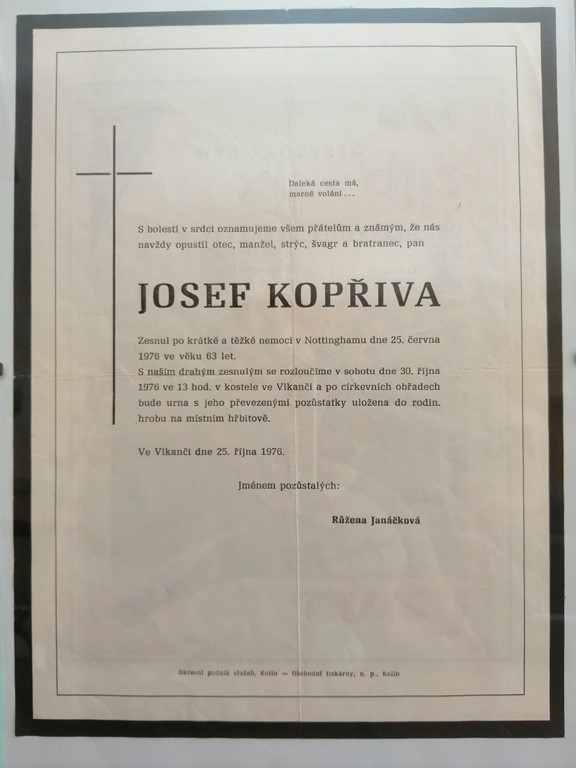 Daleká cesta má,
marné volání...
S bolestí v srdci oznamujeme všem přátelům a známým, že nás
navždy opustil otec, manžel, strýc, švagr a bratranec, pan
JOSEF KOPŘIVA
Zesnul po krátké a těžké nemoci v Nottinghamu dne 25. června
1976 ve věku 63 let.
S naším drahým zesnulým se rozloučíme v sobotu dne 30. října
1976 ve 13 hod. v kostele ve Vlkanči a po církevních obřadech
bude urna s jeho převezenými pozůstatky uložena do rodin.
hrobu na místním hřbitově.
Ve Vlkanči dne 25. října 1976.
Jménem pozůstalých:
Růžena Janáčková
Okresní podnik služeb, Kolín — Obchodní tiskárny, n. p., Kolín